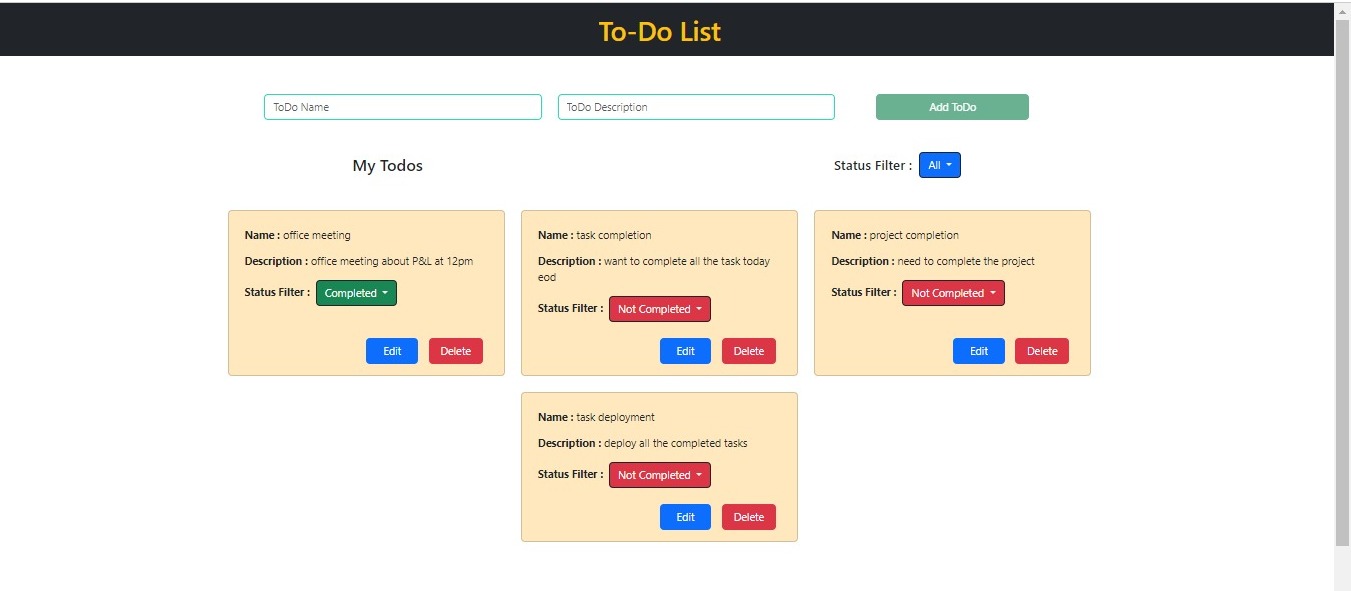 To-Do List
ToDo Name ToDo Description Add ToDo
My Todos Status Filter : All
Name : office meeting
Description : office meeting about P&L at 12pm
Status Filter : Completed
Edit Delete
Name : task completion
Description : want to complete all the task today
eod
Status Filter : Not Completed
Edit Delete
Name : project completion
Description : need to complete the project
Status Filter : Not Completed
Edit Delete
Name : task deployment
Description : deploy all the completed tasks
Status Filter : Not Completed
Edit Delete